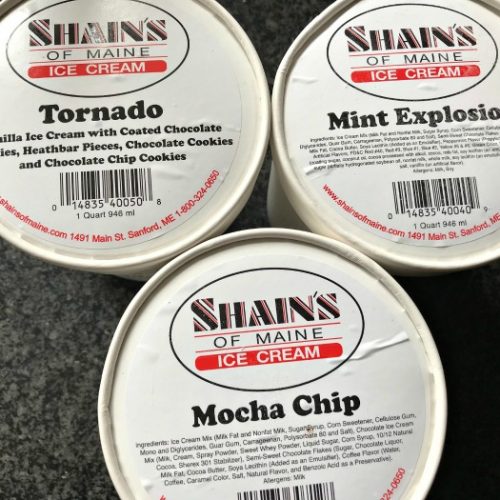 SHAIN'S
OF MAINE
ICE CREAM
Tornado
Ice Cream with Coated Chocolate
Heathbar Pieces, Chocolate Cookies
and Chocolate Chip Cookies
0 14835 40050 8
1 Quart 946 ml
www.shainsofmaine.com 1491 Main St. Sanford, ME 1-800-324-0650
SHAIN'S
OF MAINE
ICE CREAM
Mint Explosio
0 14835 40040 9
1 Quart 946 ml
www.shainsofmaine.com 1491 Main St. Sanford, ME
Allergens: Milk, Soy
SHAIN'S
OF MAINE
ICE CREAM
Mocha Chip
Ingredients: Ice Cream Mix (Milk Fat and Nonfat Milk, Sugar Syrup, Corn Sweetener, Cellulose Gum,
Mono and Diglycerides, Guar Gum, Carrageenan, Polysorbate 80 and Salt), Chocolate Ice Cream
Mix (Milk, Cream, Spray Powder, Sweet Whey Powder, Liquid Sugar, Corn Syrup, 10/12 Natural
Cocoa, Sherex 301 Stabilizer), Semi-Sweet Chocolate Flakes (Sugar, Chocolate Liquor,
Milk Fat, Cocoa Butter, Soya Lecithin (Added as an Emulsifier), Coffee Flavor (Water,
Coffee, Caramel Color, Salt, Natural Flavor, and Benzoic Acid as a Preservative).
Allergens: Milk